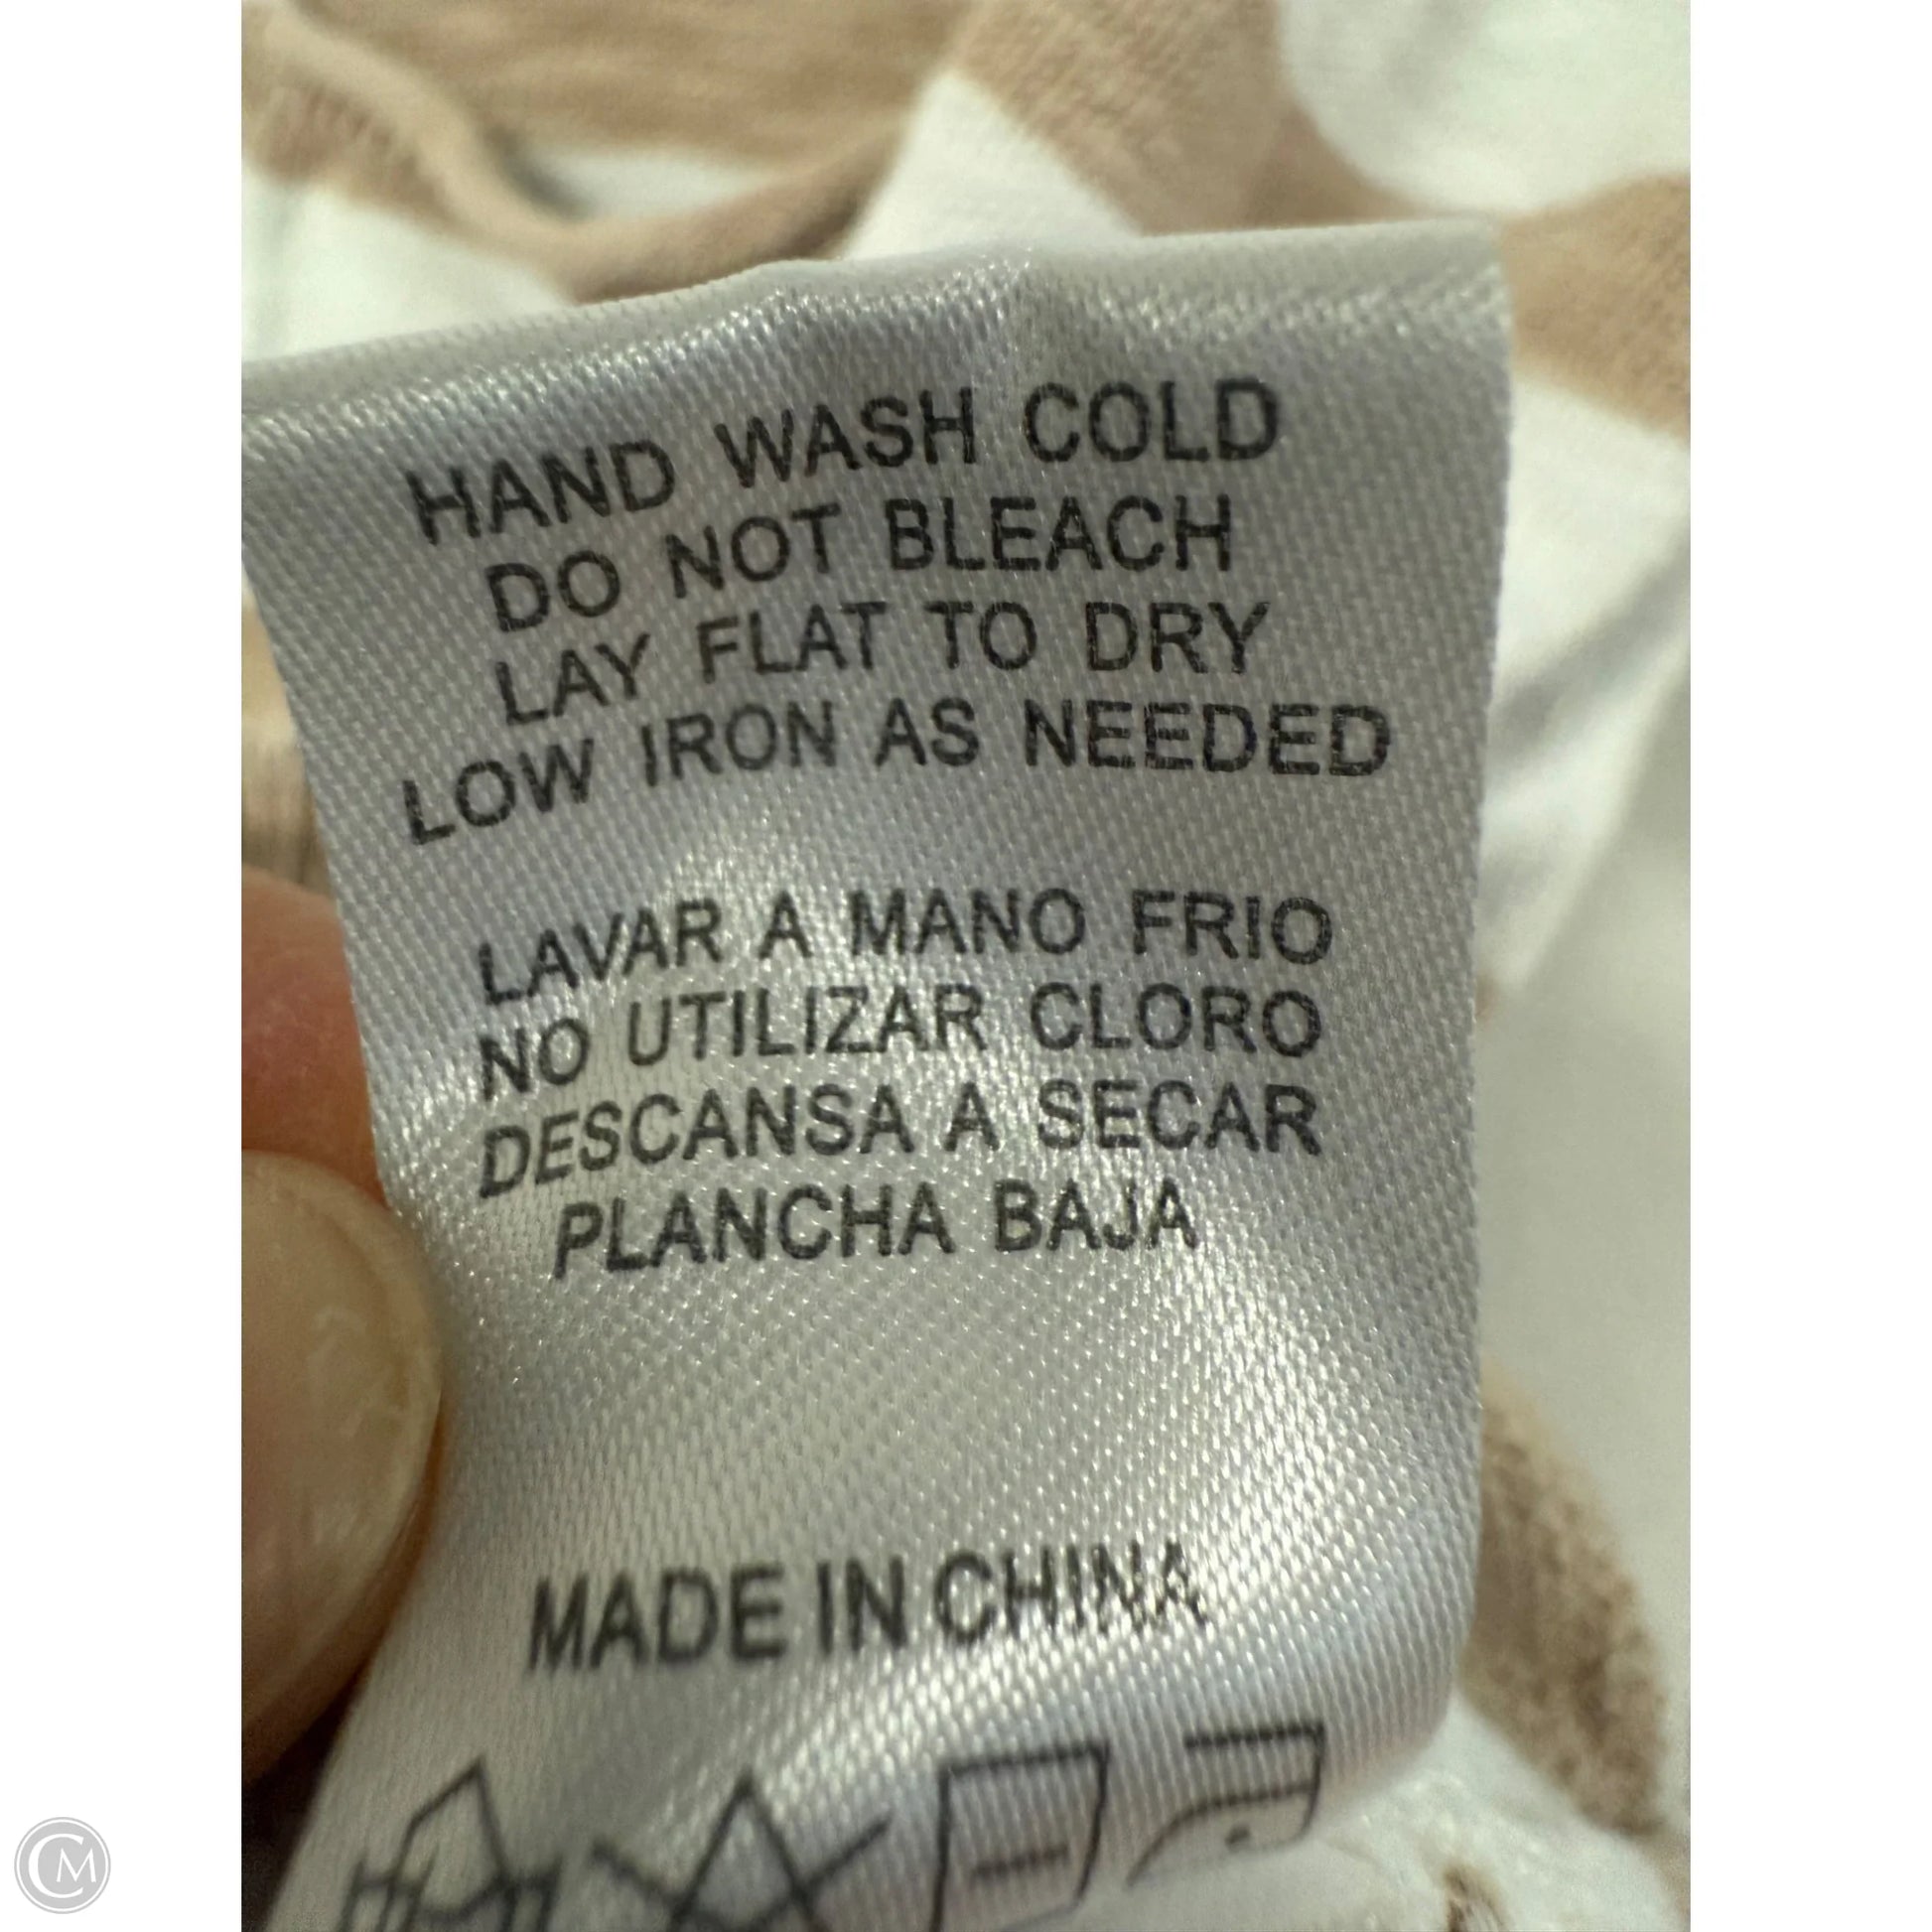 HAND WASH COLD
DO NOT BLEACH
LAY FLAT TO DRY
LOW IRON AS NEEDED
LAVAR A MANO FRIO
NO UTILIZAR CLORO
DESCANSA A SECAR
PLANCHA BAJA
MADE IN CHINA
CM